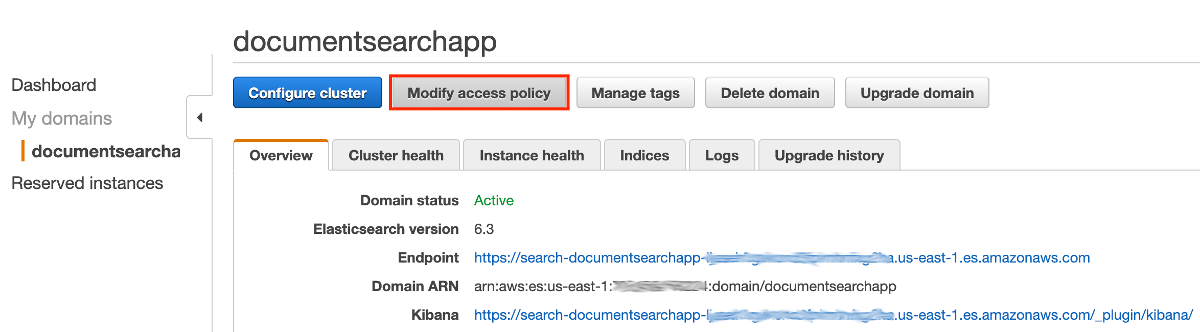 documentsearchapp
Dashboard
My domains
documentsearcha
Reserved instances
Configure cluster Modify access policy Manage tags Delete domain Upgrade domain
Overview Cluster health Instance health Indices Logs Upgrade history
Domain status Active
Elasticsearch version 6.3
Endpoint https://search-documentsearchapp- .us-east-1.es.amazonaws.com
Domain ARN arn:aws:es:us-east-1: :domain/documentsearchapp
Kibana https://search-documentsearchapp- .us-east-1.es.amazonaws.com/_plugin/kibana/